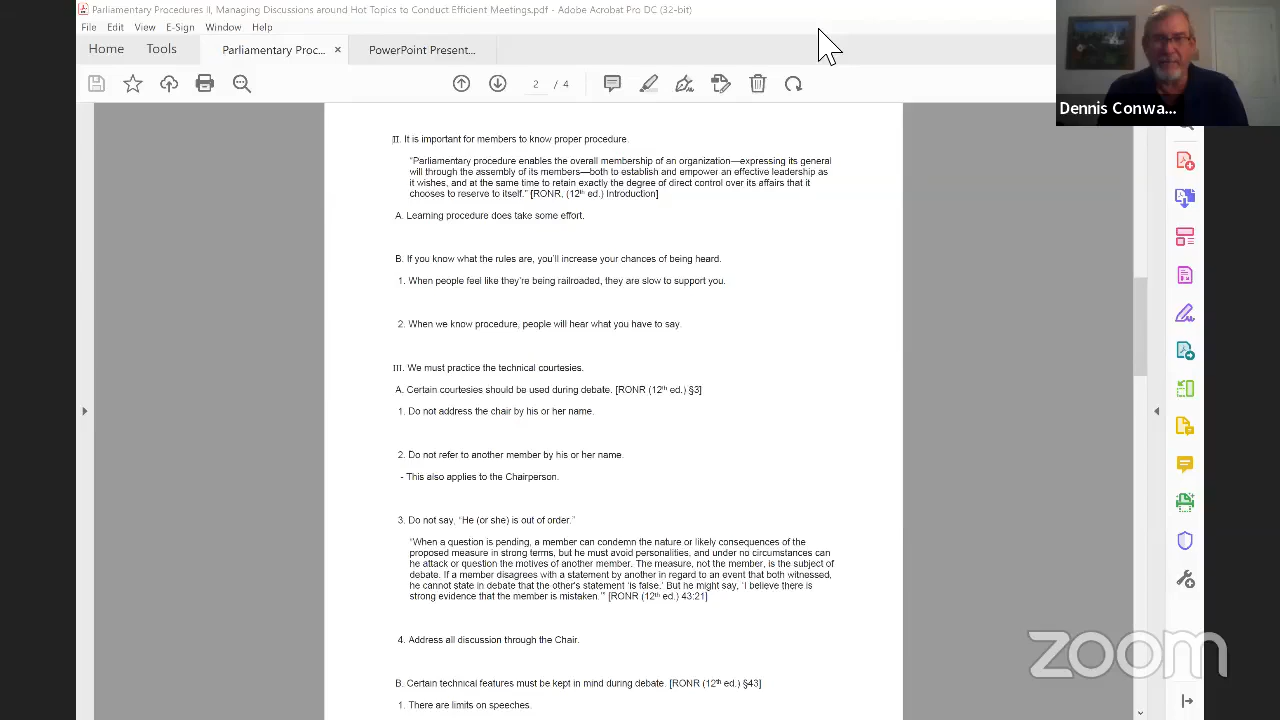 Parliamentary Procedures II, Managing Discussions around Hot Topics to Conduct Efficient Meetings.pdf - Adobe Acrobat Pro DC (32-bit)
File Edit View E-Sign Window Help
Home Tools Parliamentary Proc... × PowerPoint Present...
2 / 4
Dennis Conwa...
II. It is important for members to know proper procedure.
“Parliamentary procedure enables the overall membership of an organization—expressing its general
will through the assembly of its members—both to establish and empower an effective leadership as
it wishes, and at the same time to retain exactly the degree of direct control over its affairs that it
chooses to reserve to itself.” [RONR, (12th ed.) Introduction]
A. Learning procedure does take some effort.
B. If you know what the rules are, you’ll increase your chances of being heard.
1. When people feel like they’re being railroaded, they are slow to support you.
2. When we know procedure, people will hear what you have to say.
III. We must practice the technical courtesies.
A. Certain courtesies should be used during debate. [RONR (12th ed.) §3]
1. Do not address the chair by his or her name.
2. Do not refer to another member by his or her name.
- This also applies to the Chairperson.
3. Do not say, “He (or she) is out of order.”
“When a question is pending, a member can condemn the nature or likely consequences of the
proposed measure in strong terms, but he must avoid personalities, and under no circumstances can
he attack or question the motives of another member. The measure, not the member, is the subject of
debate. If a member disagrees with a statement by another in regard to an event that both witnessed,
he cannot state in debate that the other’s statement ‘is false.’ But he might say, ‘I believe there is
strong evidence that the member is mistaken.’” [RONR (12th ed.) 43:21]
4. Address all discussion through the Chair.
B. Certain technical features must be kept in mind during debate. [RONR (12th ed.) §43]
1. There are limits on speeches.
zoom